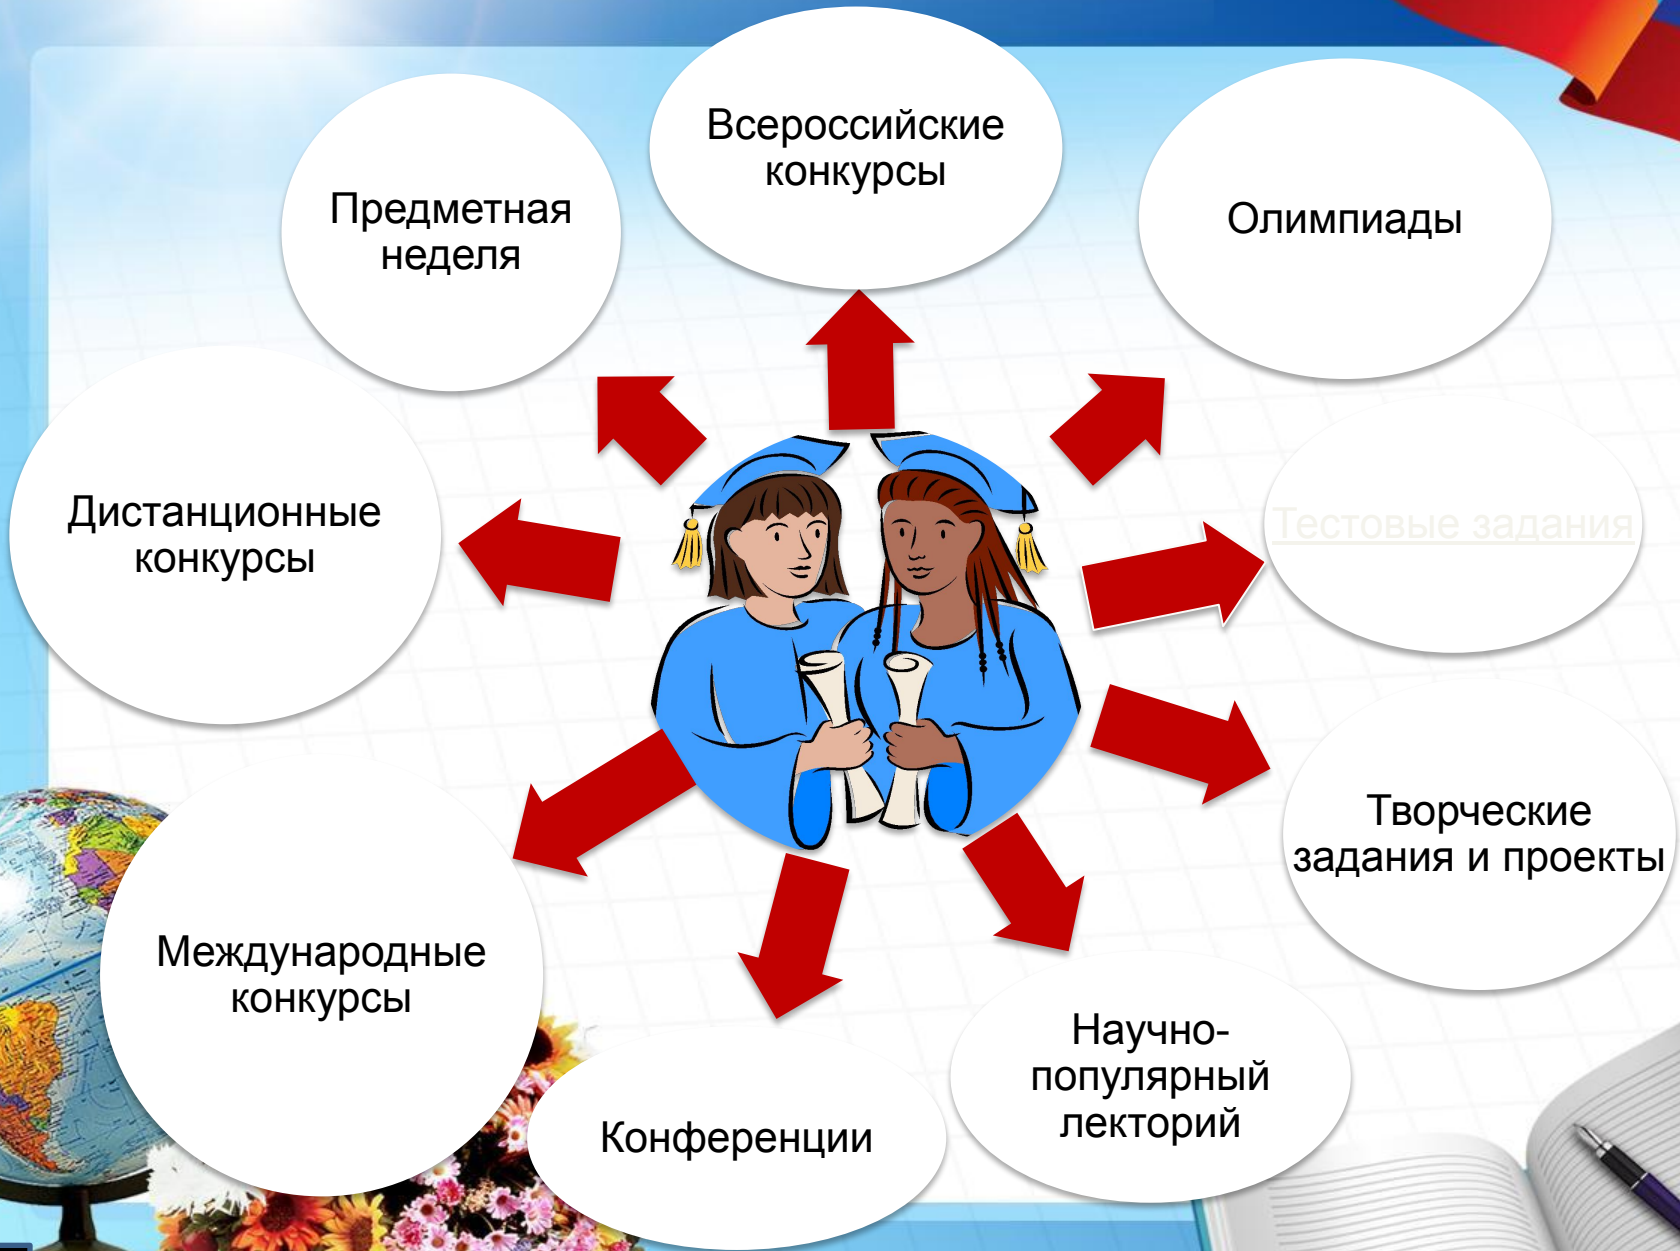 Всероссийские
конкурсы
Предметная
неделя
Олимпиады
Дистанционные
конкурсы
Тестовые задания
Творческие
задания и проекты
Международные
конкурсы
Научно-
популярный
лекторий
Конференции